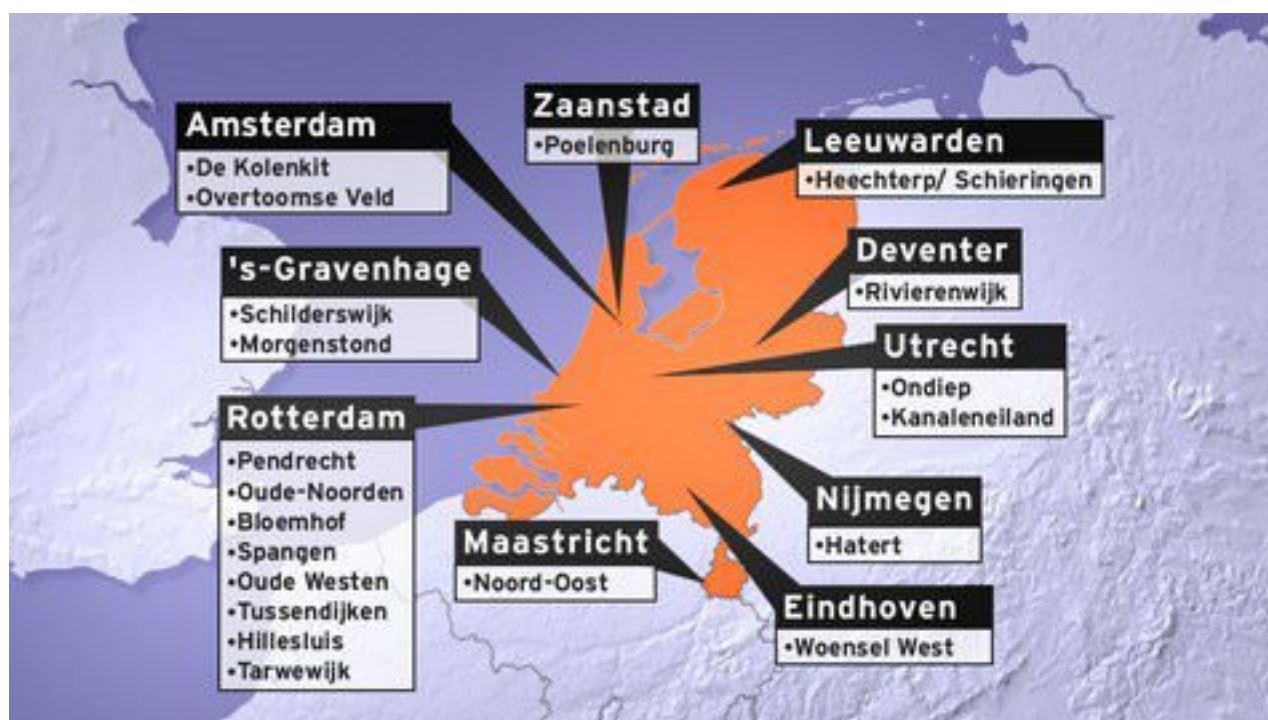 Amsterdam
•De Kolenkit
•Overtoomse Veld
Zaanstad
•Poelenburg
Leeuwarden
•Heechterp/ Schieringen
's-Gravenhage
•Schilderswijk
•Morgenstond
Deventer
•Rivierenwijk
Utrecht
•Ondiep
•Kanaleneiland
Rotterdam
•Pendrecht
•Oude-Noorden
•Bloemhof
•Spangen
•Oude Westen
•Tussendijken
•Hillesluis
•Tarwewijk
Nijmegen
•Hatert
Maastricht
•Noord-Oost
Eindhoven
•Woensel West